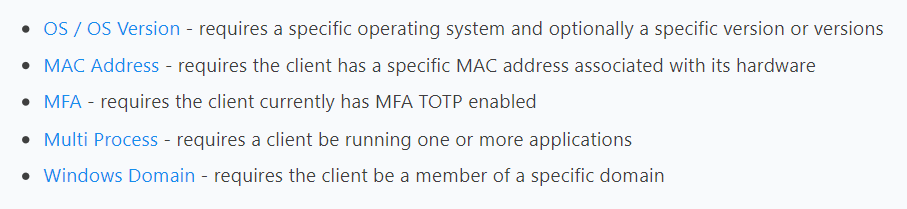 • OS / OS Version - requires a specific operating system and optionally a specific version or versions
• MAC Address - requires the client has a specific MAC address associated with its hardware
• MFA - requires the client currently has MFA TOTP enabled
• Multi Process - requires a client be running one or more applications
• Windows Domain - requires the client be a member of a specific domain